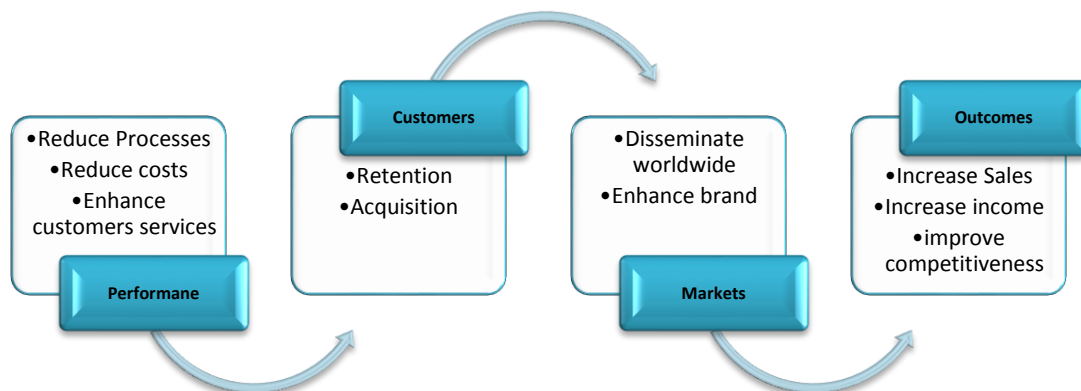 •Reduce Processes
•Reduce costs
•Enhance
customers services
Performane
Customers
•Retention
•Acquisition
•Disseminate
worldwide
•Enhance brand
Markets
Outcomes
•Increase Sales
•Increase income
•improve
competitiveness